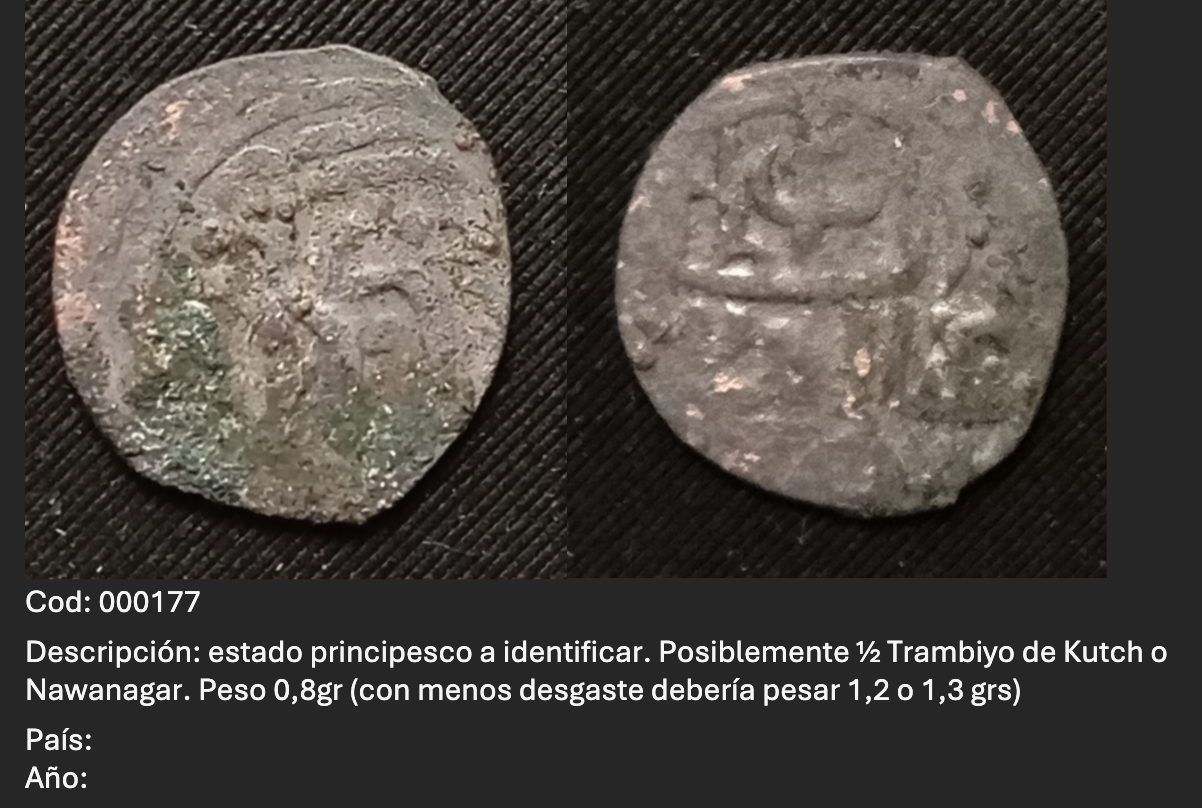 Cod: 000177
Descripción: estado principesco a identificar. Posiblemente ½ Trambiyo de Kutch o
Nawanagar. Peso 0,8gr (con menos desgaste debería pesar 1,2 o 1,3 grs)
País:
Año: